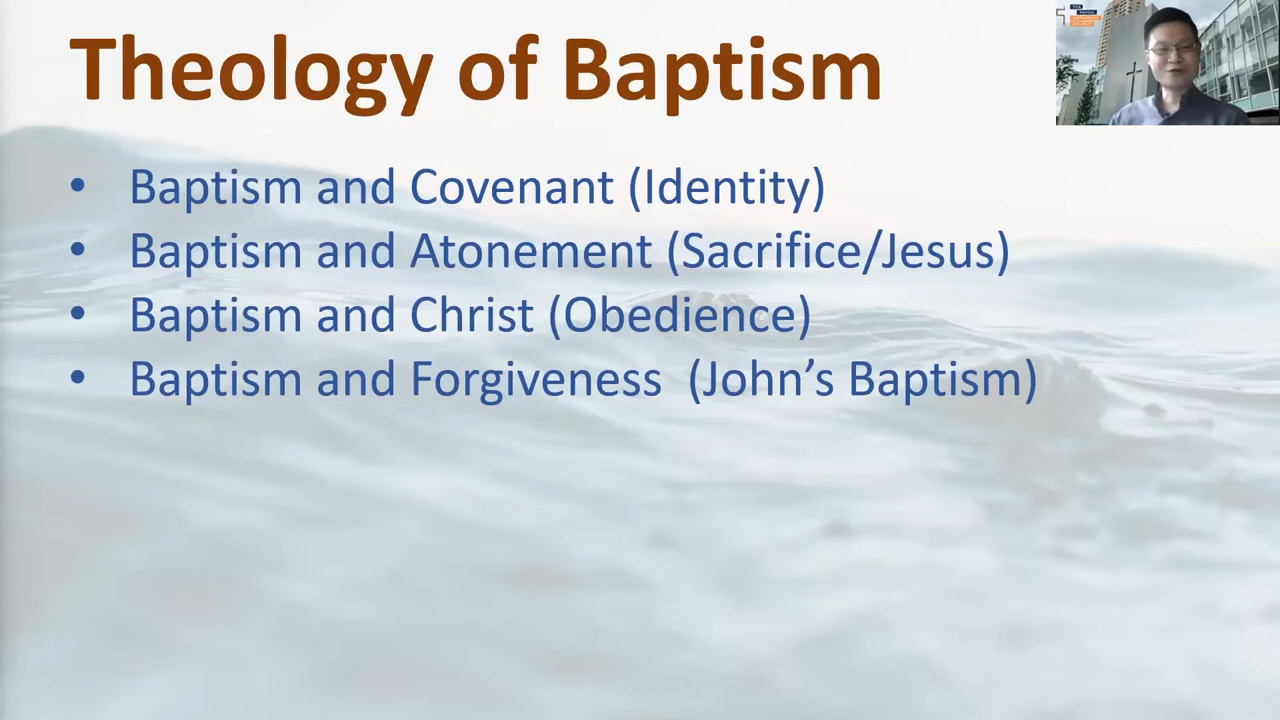 Theology of Baptism
• Baptism and Covenant (Identity)
• Baptism and Atonement (Sacrifice/Jesus)
• Baptism and Christ (Obedience)
• Baptism and Forgiveness  (John’s Baptism)